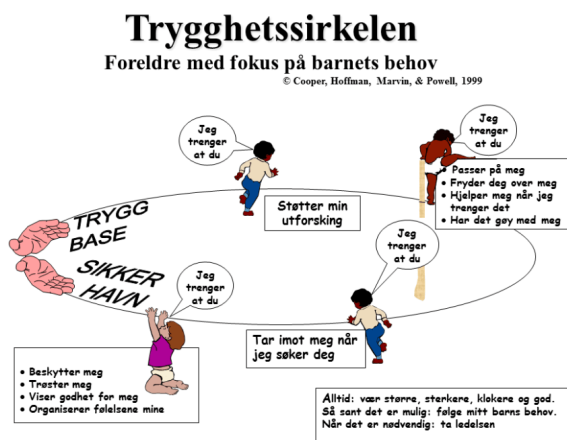 Trygghetssirkelen
Foreldre med fokus på barnets behov
© Cooper, Hoffman, Marvin, & Powell, 1999
Jeg
trenger
at du
Jeg
trenger
at du
• Passer på meg
• Fryder deg over meg
• Hjelper meg når jeg
trenger det
• Har det gøy med meg
Støtter min
utforsking
TRYGG
BASE
SIKKER
HAVN
Jeg
trenger
at du
Jeg
trenger
at du
Tar imot meg når
jeg søker deg
• Beskytter meg
• Trøster meg
• Viser godhet for meg
• Organiserer følelsene mine
Alltid: vær større, sterkere, klokere og god.
Så sant det er mulig: følge mitt barns behov.
Når det er nødvendig: ta ledelsen